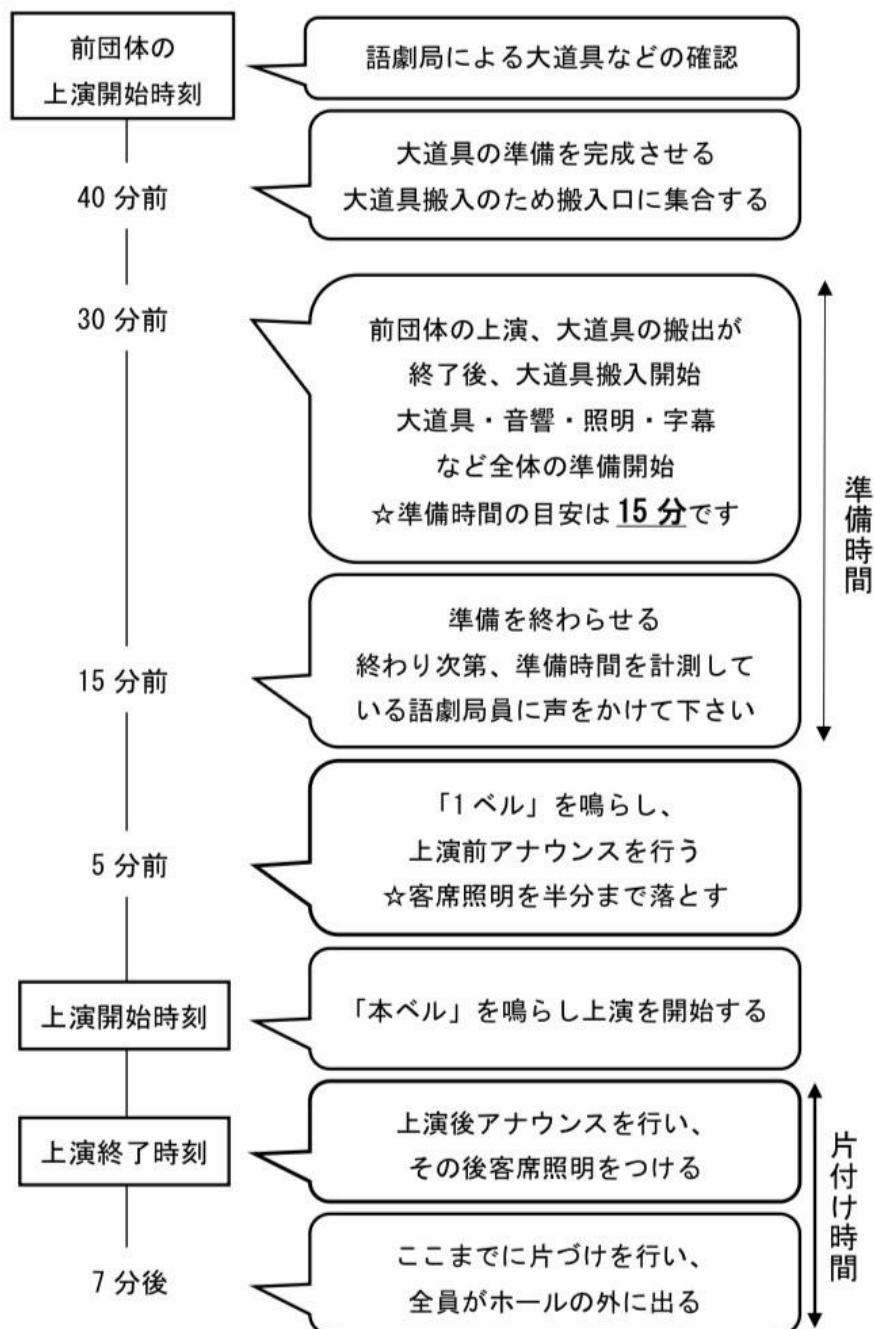 前団体の
上演開始時刻
語劇局による大道具などの確認
40 分前
大道具の準備を完成させる
大道具搬入のため搬入口に集合する
30 分前
前団体の上演、大道具の搬出が
終了後、大道具搬入開始
大道具・音響・照明・字幕
など全体の準備開始
☆準備時間の目安は 15 分です
準備時間
15 分前
準備を終わらせる
終わり次第、準備時間を計測して
いる語劇局員に声をかけて下さい
5 分前
「1 ベル」を鳴らし、
上演前アナウンスを行う
☆客席照明を半分まで落とす
上演開始時刻
「本ベル」を鳴らし上演を開始する
上演終了時刻
上演後アナウンスを行い、
その後客席照明をつける
片付け時間
7 分後
ここまでに片づけを行い、
全員がホールの外に出る